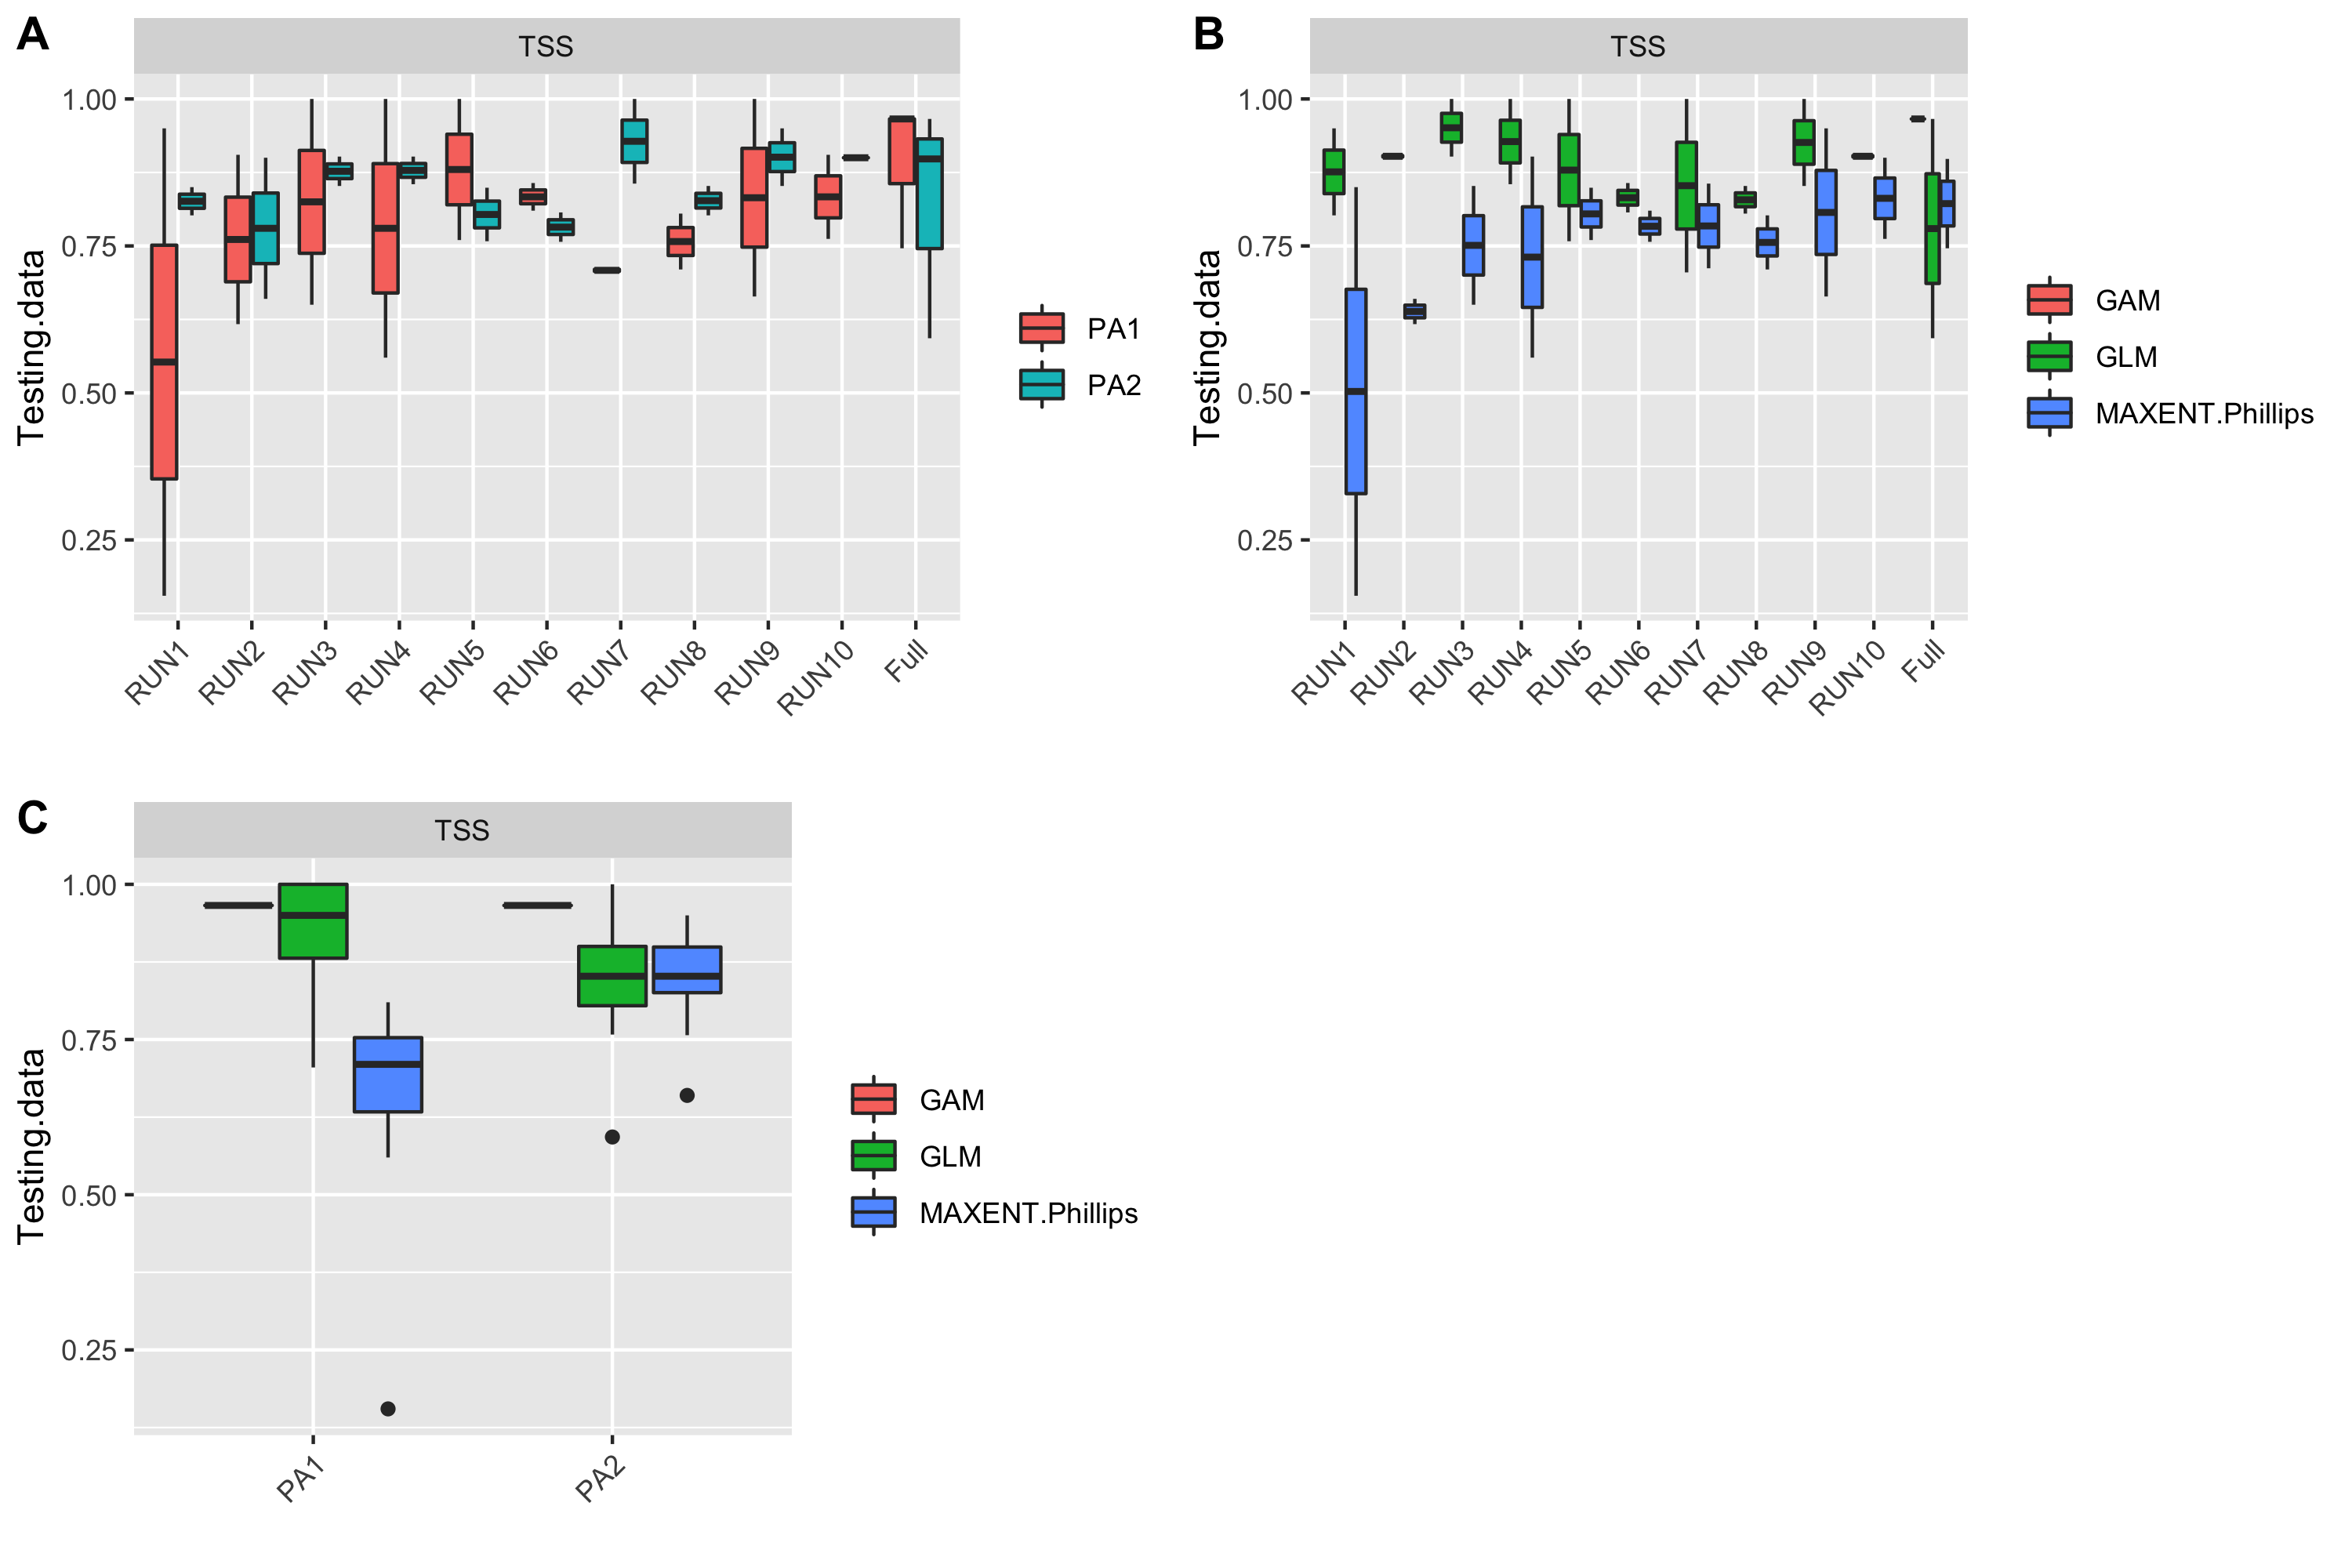 A
TSS
1.00
0.75
0.50
0.25
Testing.data
RUN1
RUN2
RUN3
RUN4
RUN5
RUN6
RUN7
RUN8
RUN9
RUN10
Full
PA1
PA2
B
TSS
1.00
0.75
0.50
0.25
Testing.data
RUN1
RUN2
RUN3
RUN4
RUN5
RUN6
RUN7
RUN8
RUN9
RUN10
Full
GAM
GLM
MAXENT.Phillips
C
TSS
1.00
0.75
0.50
0.25
Testing.data
PA1
PA2
GAM
GLM
MAXENT.Phillips